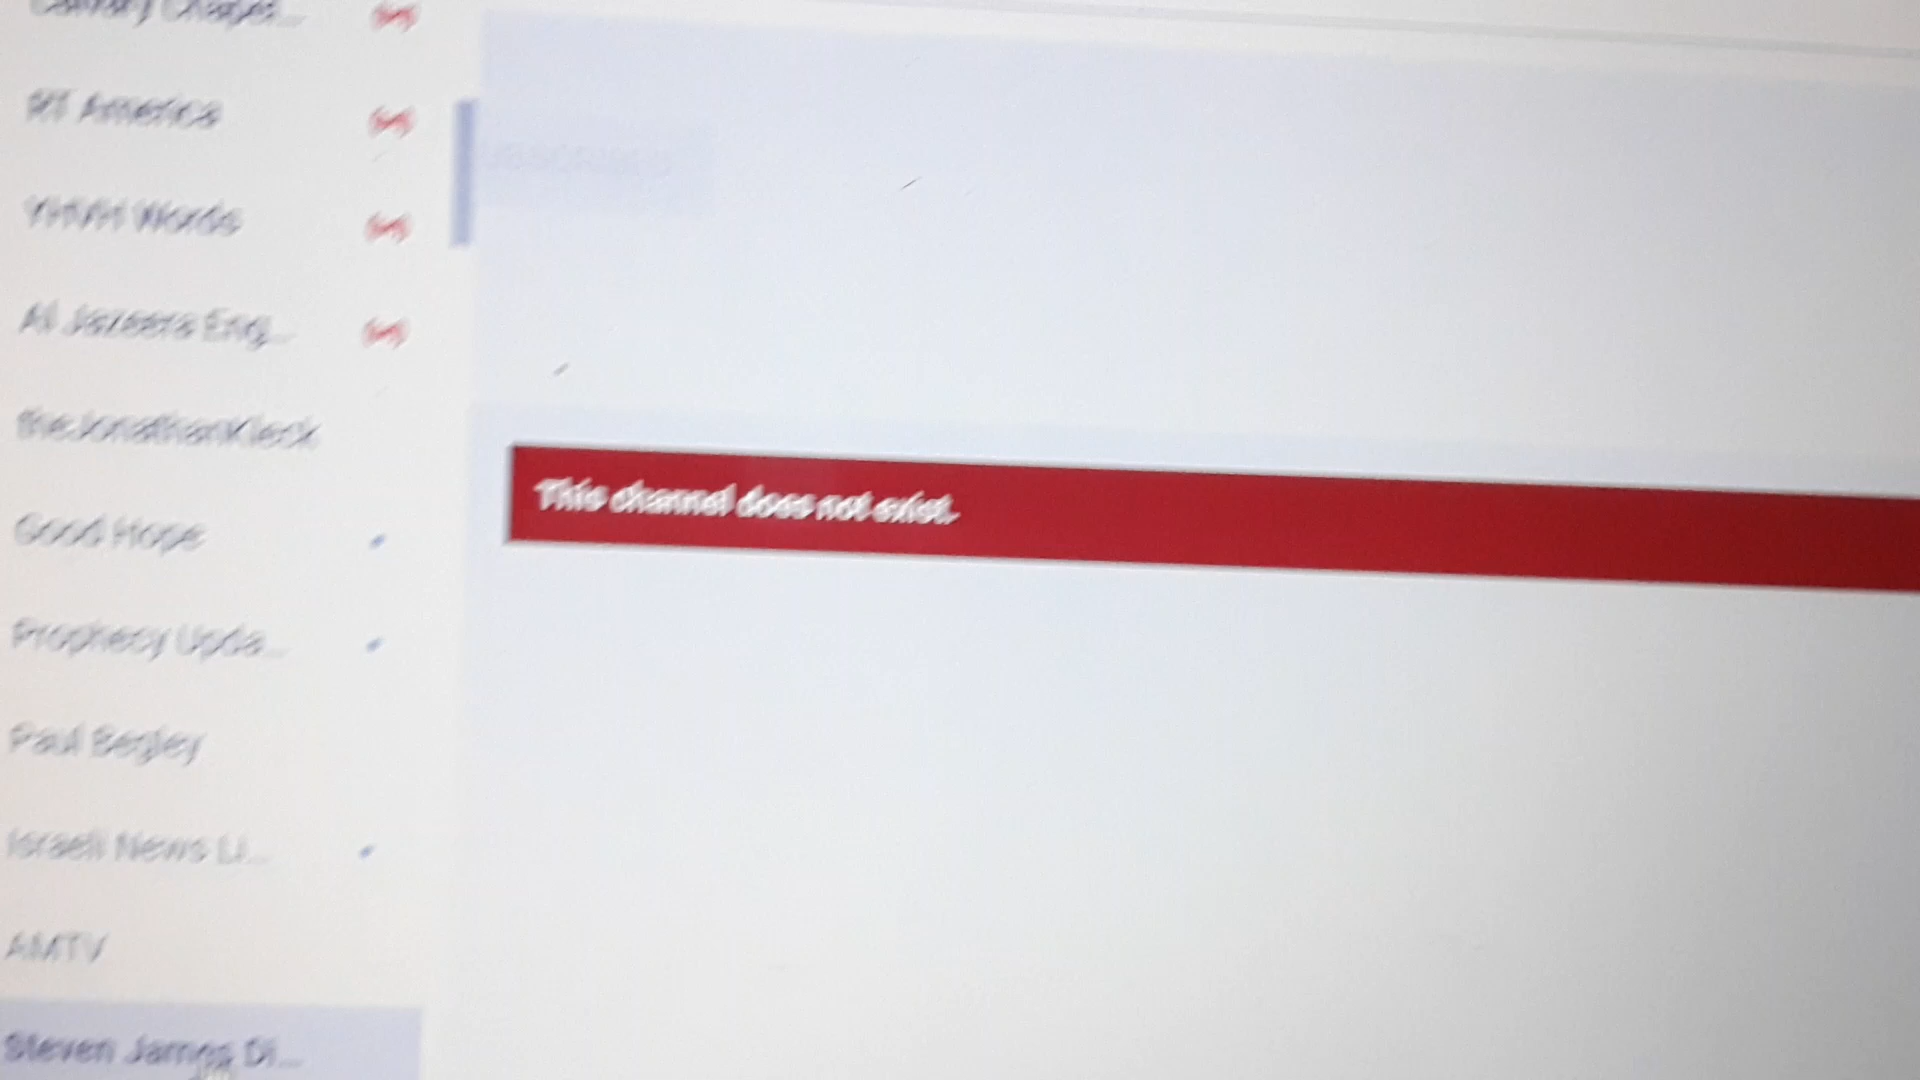 RT America
YHVH Words
Al Jazeera Eng...
theJonathanKleck
This channel does not exist.
Good Hope
Prophecy Upda...
Paul Begley
Israeli News Li...
AMTV
Steven James Di...